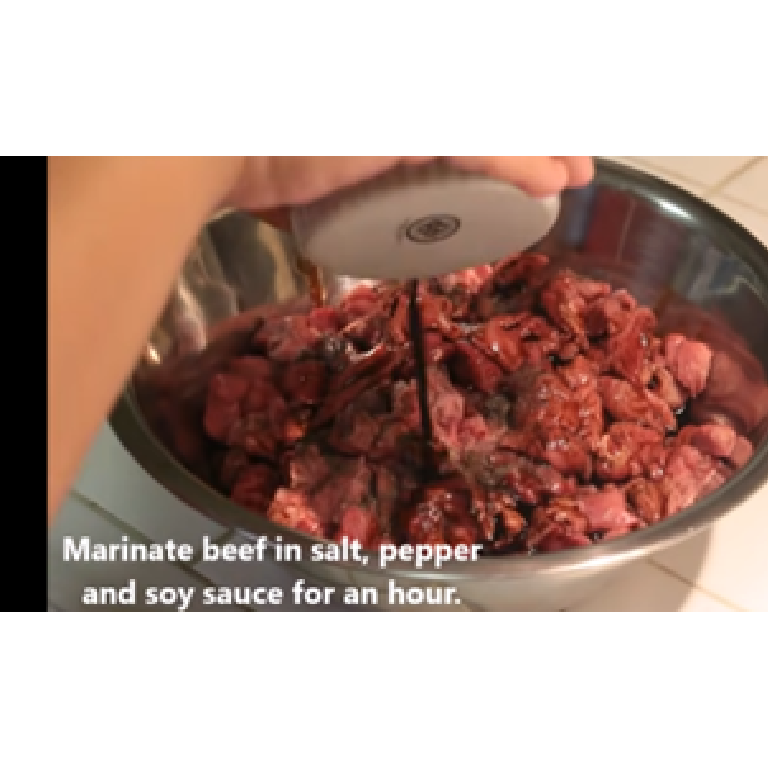 Marinate beef in salt, pepper
and soy sauce for an hour.